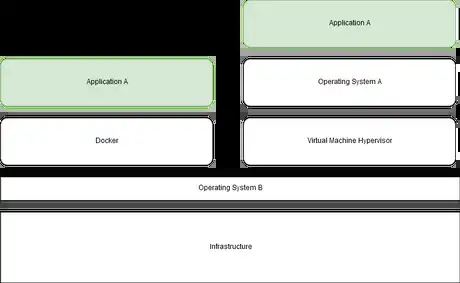 Application A
Application A
Operating System A
Docker
Virtual Machine Hypervisor
Operating System B
Infrastructure